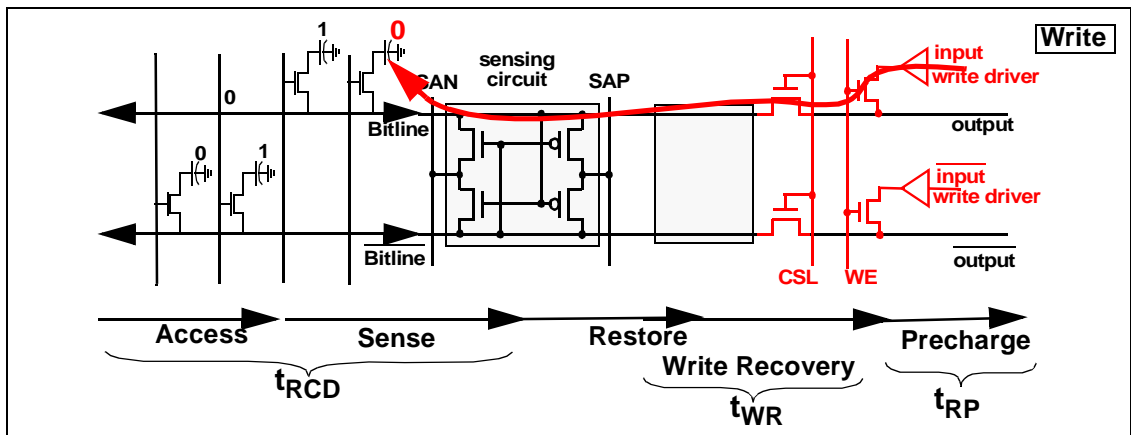 Write
1
0
sensing
circuit
SAN
SAP
input
write driver
0
Bitline
output
0
1
input
write driver
Bitline
CSL
WE
output
Access
Sense
Restore
Write Recovery
Precharge
tRCD
tWR
tRP